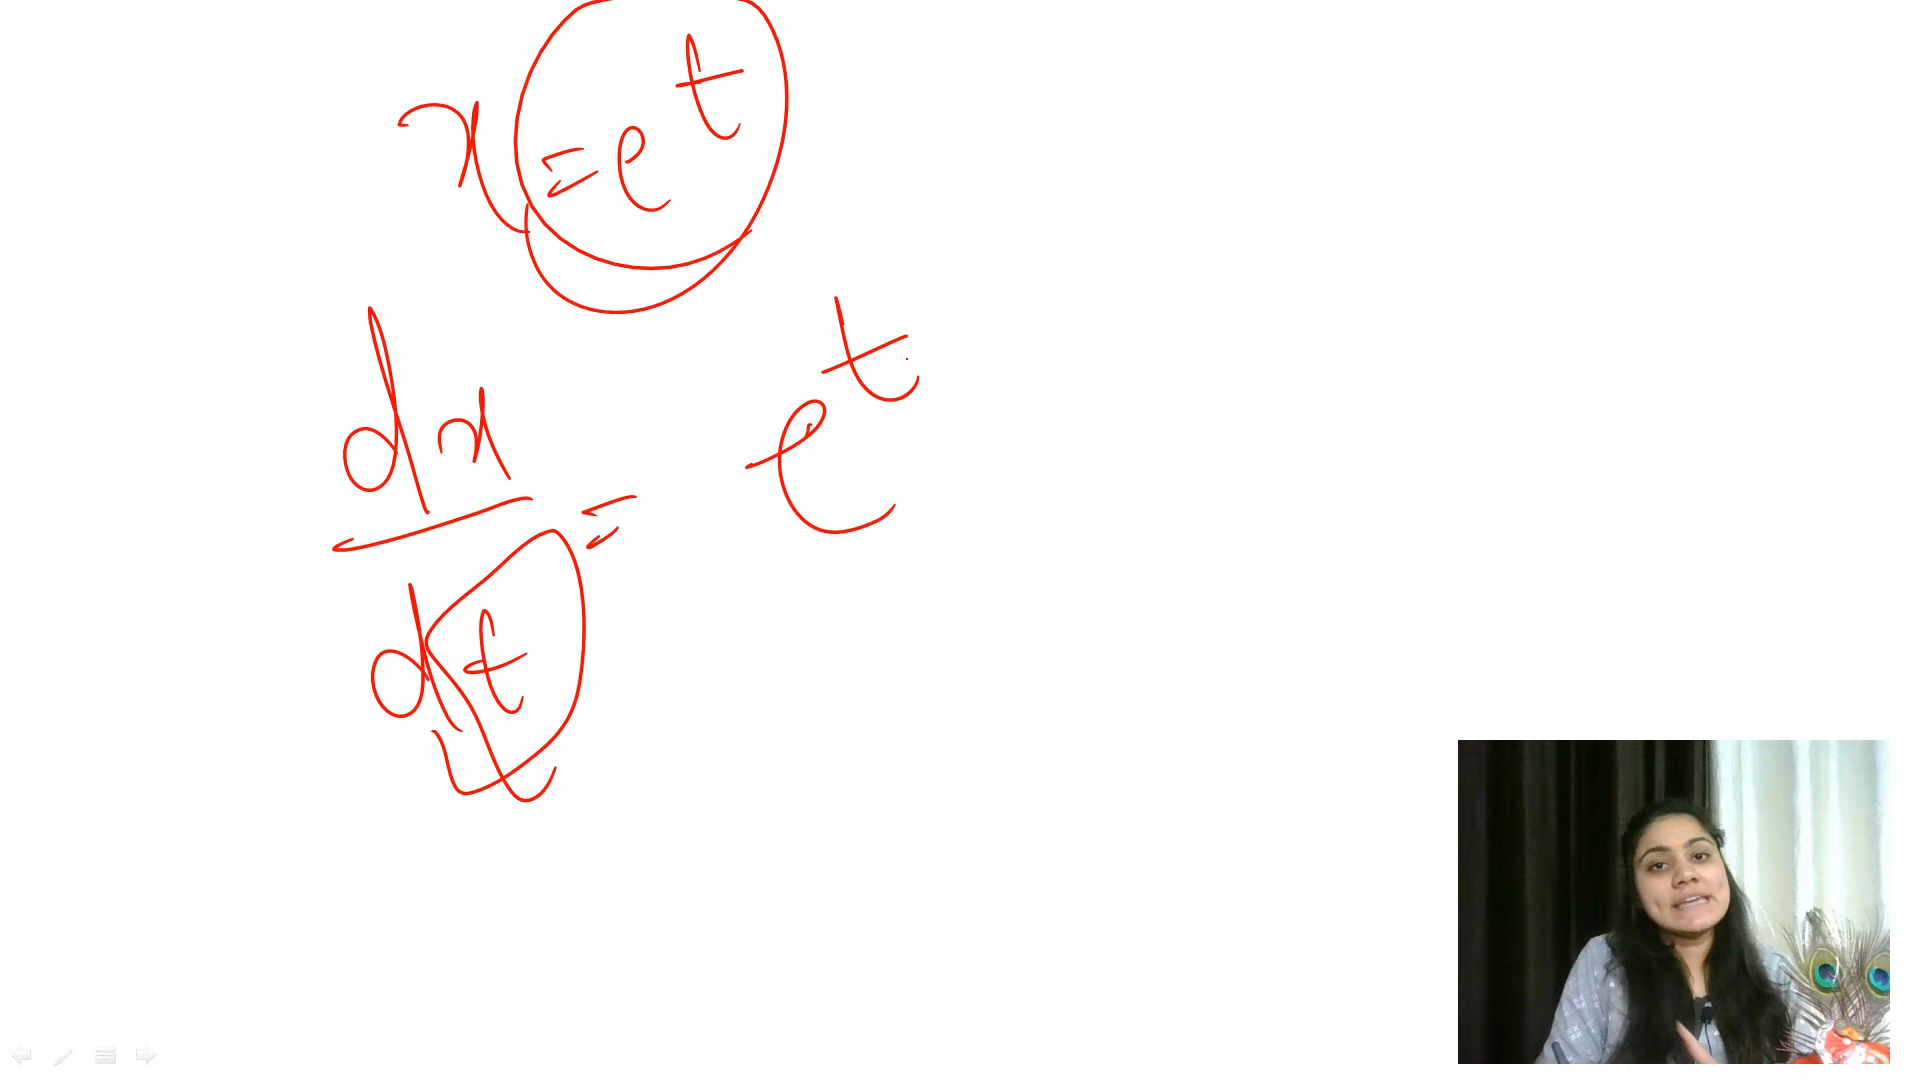 x = e^t
dx/dt = e^t